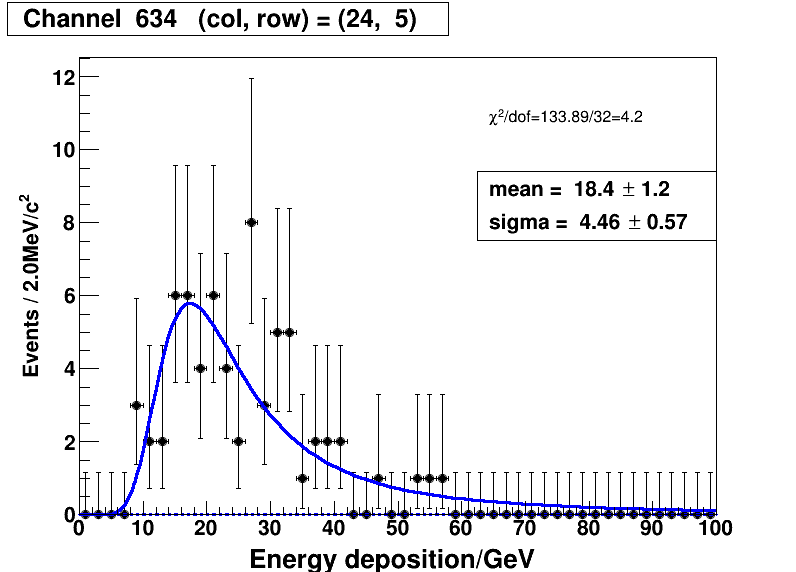 Channel 634 (col, row) = (24, 5)
χ²/dof=133.89/32=4.2
mean = 18.4 ± 1.2
sigma = 4.46 ± 0.57
Events / 2.0MeV/c²
12
10
8
6
4
2
0
0 10 20 30 40 50 60 70 80 90 100
Energy deposition/GeV